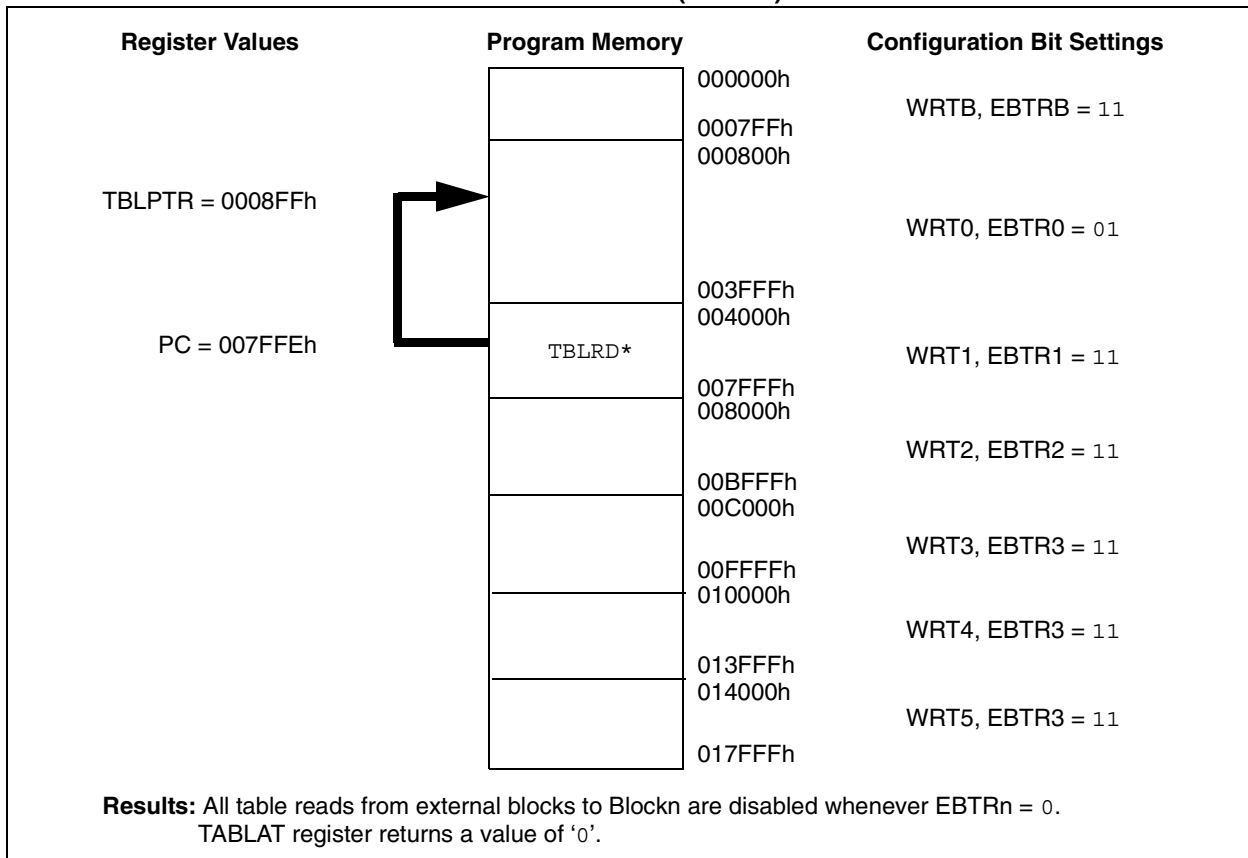 Register Values
Program Memory
Configuration Bit Settings
000000h
WRTB, EBTRB = 11
0007FFh
000800h
TBLPTR = 0008FFh
WRT0, EBTR0 = 01
003FFFh
004000h
PC = 007FFEh
TBLRD*
WRT1, EBTR1 = 11
007FFFh
008000h
WRT2, EBTR2 = 11
00BFFFh
00C000h
WRT3, EBTR3 = 11
00FFFFh
010000h
WRT4, EBTR3 = 11
013FFFh
014000h
WRT5, EBTR3 = 11
017FFFh
Results: All table reads from external blocks to Blockn are disabled whenever EBTRn = 0.
TABLAT register returns a value of ‘0’.